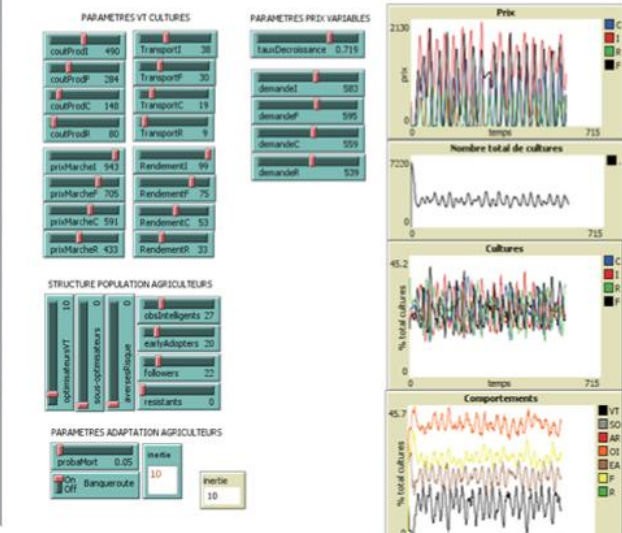 PARAMETRES VT CULTURES
coutProdI 490
TransportI 38
coutProdF 284
TransportF 30
coutProdC 148
TransportC 19
coutProdR 80
TransportR 9
prixMarcheI 943
RendementI 99
prixMarcheF 705
RendementF 75
prixMarcheC 591
RendementC 53
prixMarcheR 433
RendementR 33
PARAMETRES PRIX VARIABLES
tauxDecroissance 0.719
demandeI 583
demandeF 595
demandeC 559
demandeR 539
STRUCTURE POPULATION AGRICULTEURS
optimisateursVT 10
sous-optimisateurs 0
aversesRisque 0
obsIntelligents 27
earlyAdopters 20
followers 22
resistants 0
PARAMETRES ADAPTATION AGRICULTEURS
probaMort 0.05
On
Off
Banqueroute
inertie
10
inertie
10
Prix
2130
prix
0
0
temps
715
C
I
R
F
Nombre total de cultures
7220
0
0
715
Cultures
45.2
% total cultures
0
0
temps
715
C
I
R
F
Comportements
45.7
% total cultures
0
VT
SO
AR
OI
EA
F
R